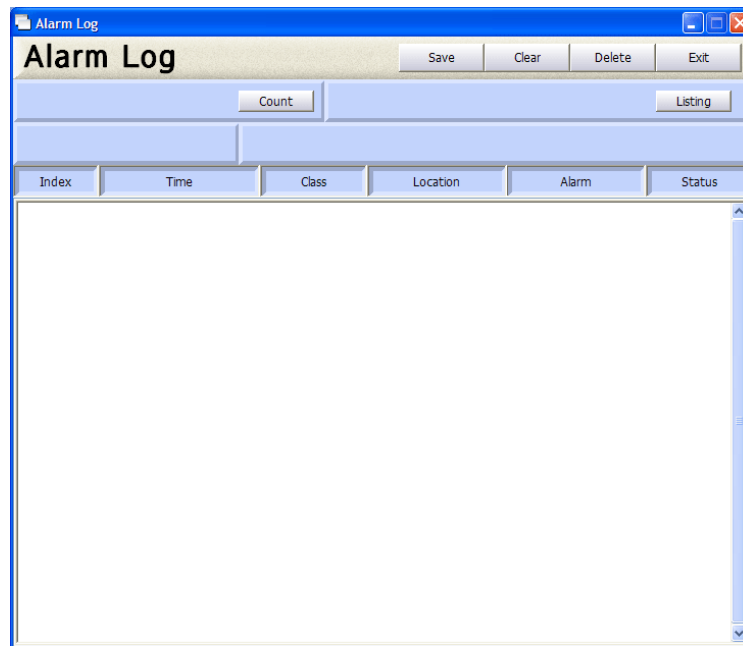 Alarm Log
Alarm Log Save Clear Delete Exit
Count Listing
Index Time Class Location Alarm Status